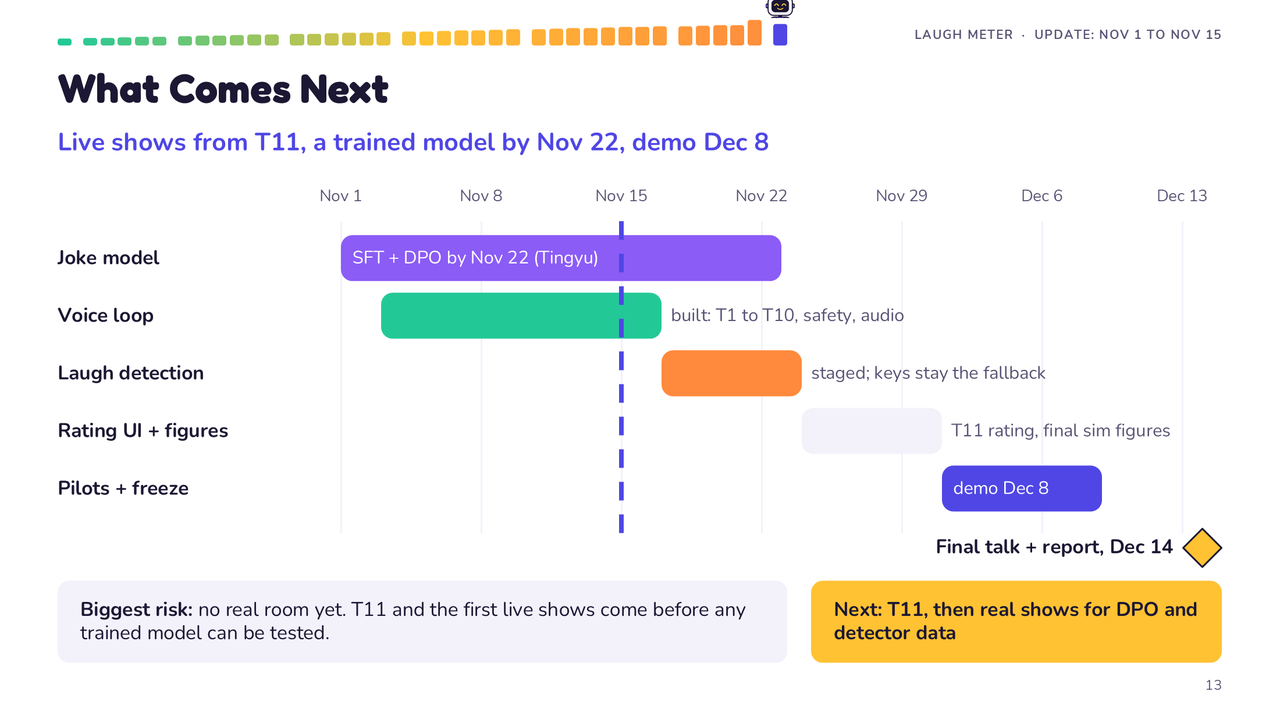 LAUGH METER · UPDATE: NOV 1 TO NOV 15
What Comes Next
Live shows from T11, a trained model by Nov 22, demo Dec 8
Nov 1 Nov 8 Nov 15 Nov 22 Nov 29 Dec 6 Dec 13
Joke model SFT + DPO by Nov 22 (Tingyu)
Voice loop built: T1 to T10, safety, audio
Laugh detection staged; keys stay the fallback
Rating UI + figures T11 rating, final sim figures
Pilots + freeze demo Dec 8
Final talk + report, Dec 14
Biggest risk: no real room yet. T11 and the first live shows come before any
trained model can be tested.
Next: T11, then real shows for DPO and
detector data
13